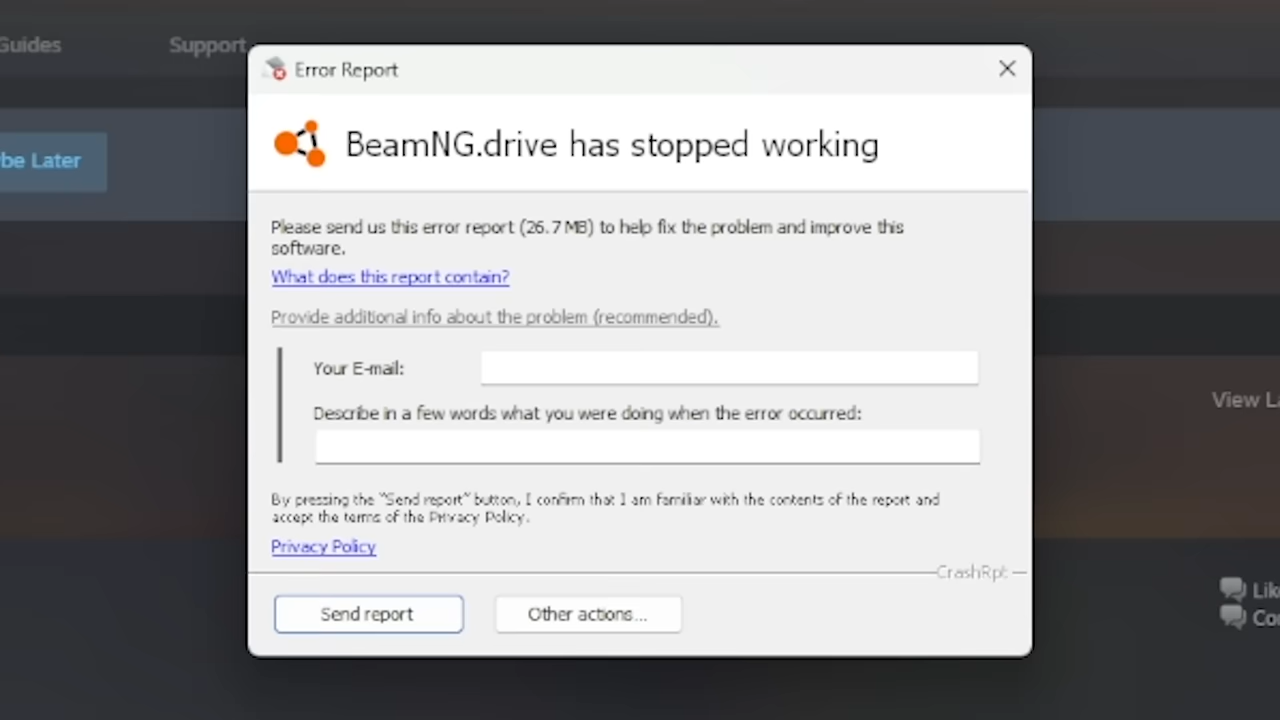 Guides
Support
Error Report
BeamNG.drive has stopped working
be Later
Please send us this error report (26.7 MB) to help fix the problem and improve this
software.
What does this report contain?
Provide additional info about the problem (recommended).
Your E-mail:
View La
Describe in a few words what you were doing when the error occurred:
By pressing the "Send report" button, I confirm that I am familiar with the contents of the report and
accept the terms of the Privacy Policy.
Privacy Policy
CrashRpt
Lik
Send report
Other actions...
Co